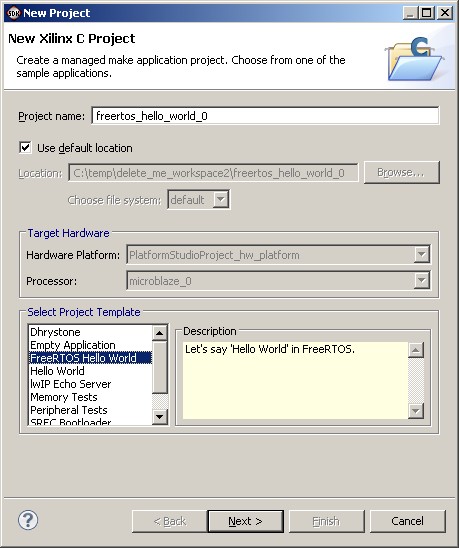 New Project
New Xilinx C Project
Create a managed make application project. Choose from one of the
sample applications.
Project name: freertos_hello_world_0
Use default location
Location: C:\temp\delete_me_workspace2\freertos_hello_world_0 Browse...
Choose file system: default
Target Hardware
Hardware Platform: PlatformStudioProject_hw_platform
Processor: microblaze_0
Select Project Template
Dhrystone
Empty Application
FreeRTOS Hello World
Hello World
lwIP Echo Server
Memory Tests
Peripheral Tests
SREC Bootloader
Description
Let's say 'Hello World' in FreeRTOS.
? < Back Next > Finish Cancel